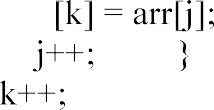 [k] = arr[j];
j++; }
k++;